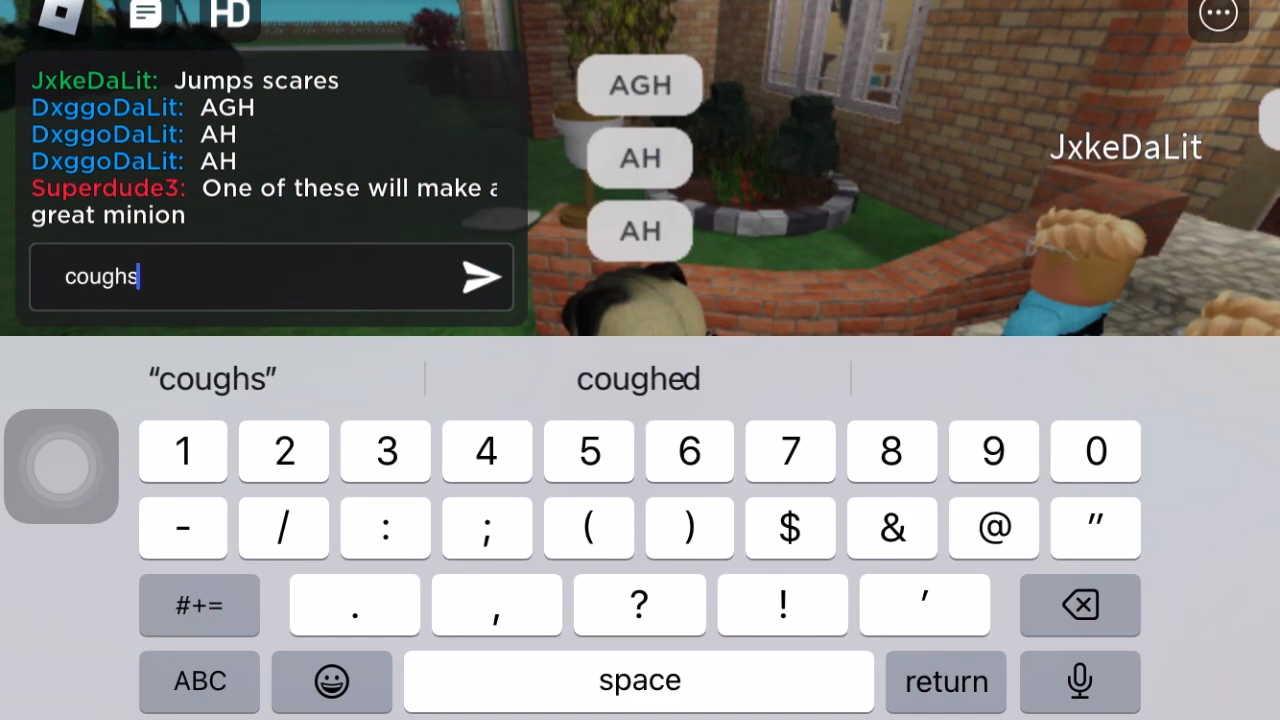 HD
JxkeDaLit: Jumps scares
DxggoDaLit: AGH
DxggoDaLit: AH
DxggoDaLit: AH
Superdude3: One of these will make a
great minion
coughs
AGH
AH
AH
JxkeDaLit
“coughs” coughed
1 2 3 4 5 6 7 8 9 0
- / : ; ( ) $ & @ "
#+= . , ? ! ′
ABC space return